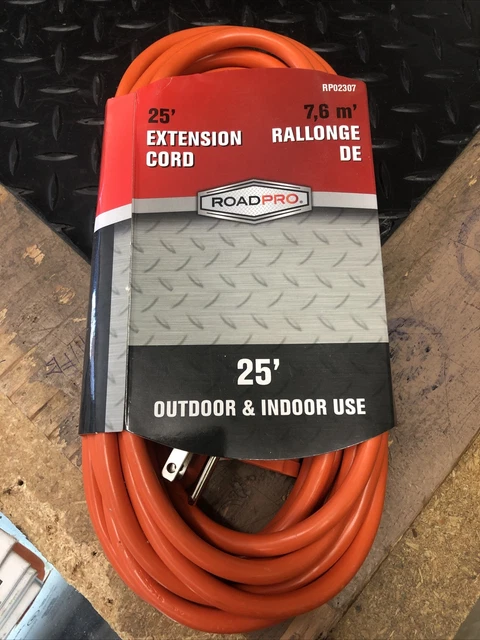 RP02307
25'
EXTENSION
CORD
7,6 m'
RALLONGE
DE
ROADPRO®
25'
OUTDOOR & INDOOR USE